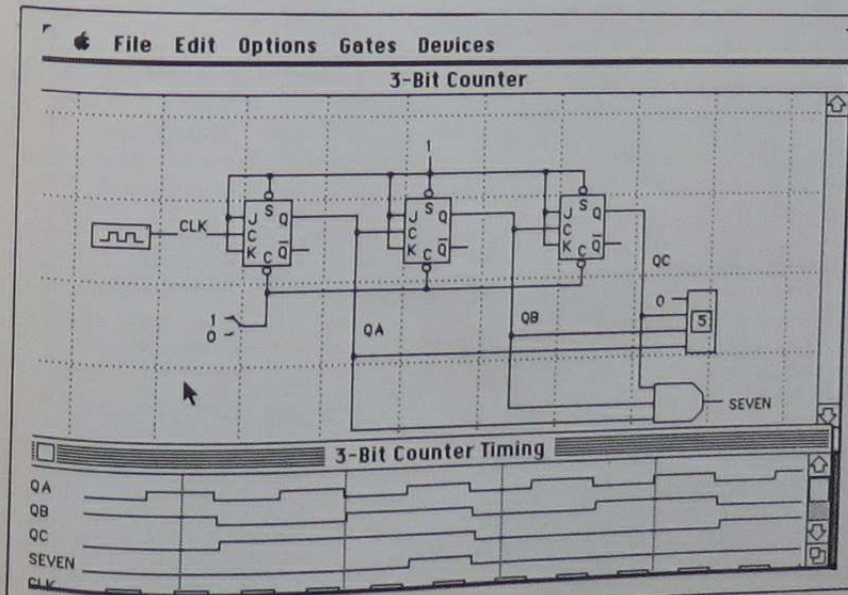 File Edit Options Gates Devices
3-Bit Counter
1
S
S
S
J Q
J Q
J Q
CLK
C
C
C
K Q̅
K Q̅
K Q̅
C
C
C
QC
1
0
0
5
QA
QB
SEVEN
3-Bit Counter Timing
QA
QB
QC
SEVEN
CLK